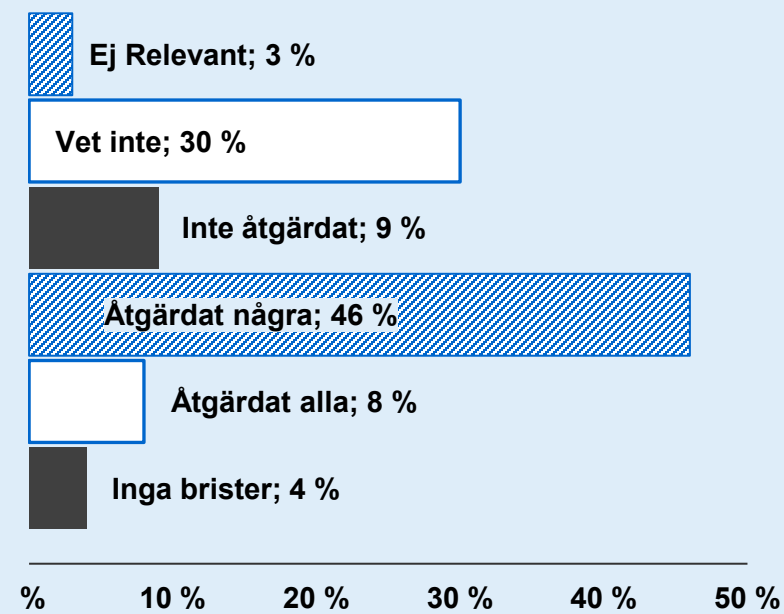 Ej Relevant; 3 %
Vet inte; 30 %
Inte åtgärdat; 9 %
Åtgärdat några; 46 %
Åtgärdat alla; 8 %
Inga brister; 4 %
% 10 % 20 % 30 % 40 % 50 %